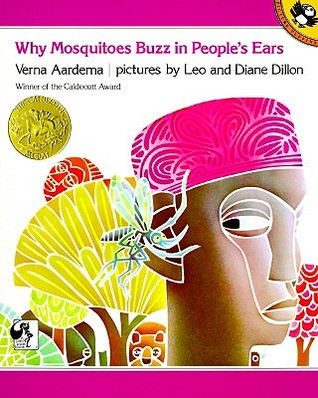 Why Mosquitoes Buzz in People's Ears
Verna Aardema | pictures by Leo and Diane Dillon
Winner of the Caldecott Award